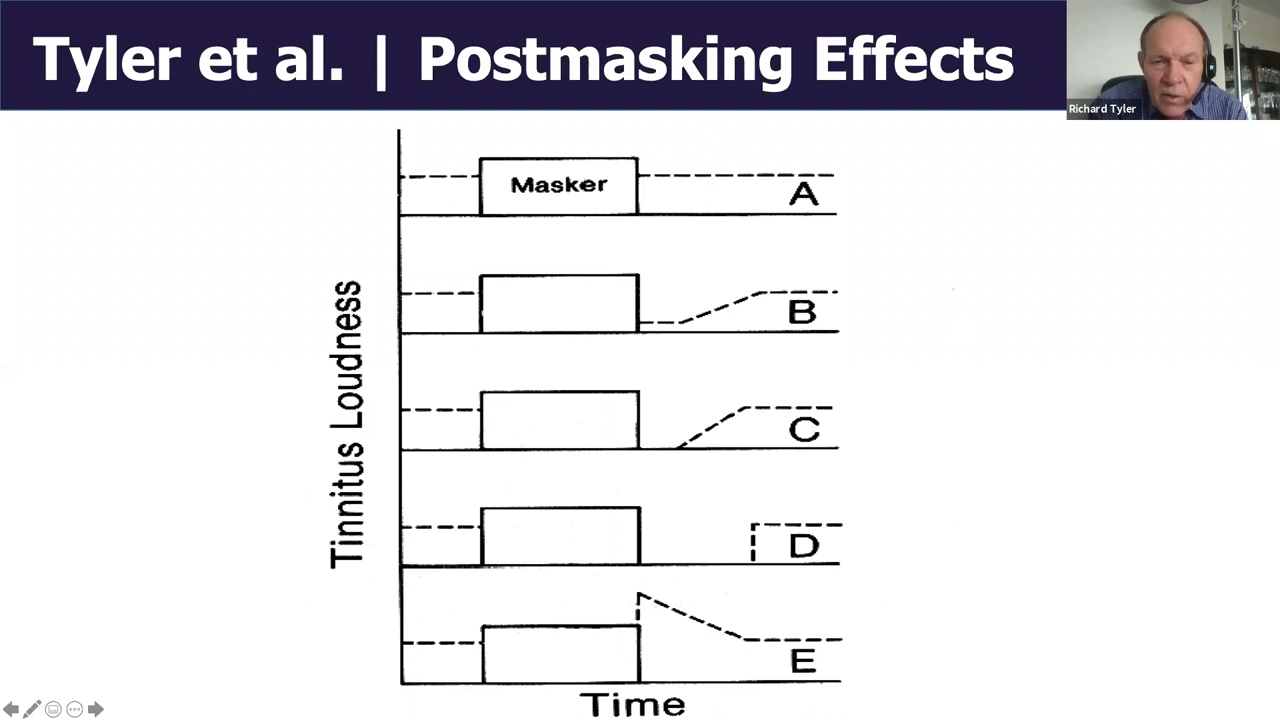 Tyler et al. | Postmasking Effects
Richard Tyler
Masker
A
B
C
D
E
Tinnitus Loudness
Time